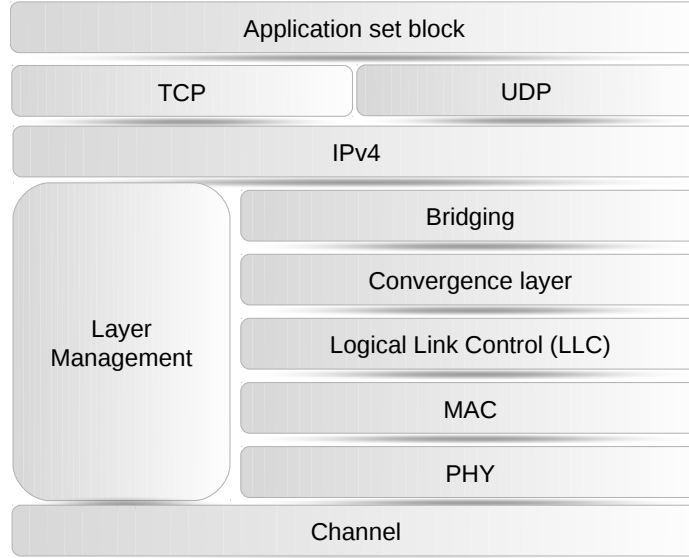 Application set block
TCP
UDP
IPv4
Bridging
Convergence layer
Layer
Management
Logical Link Control (LLC)
MAC
PHY
Channel